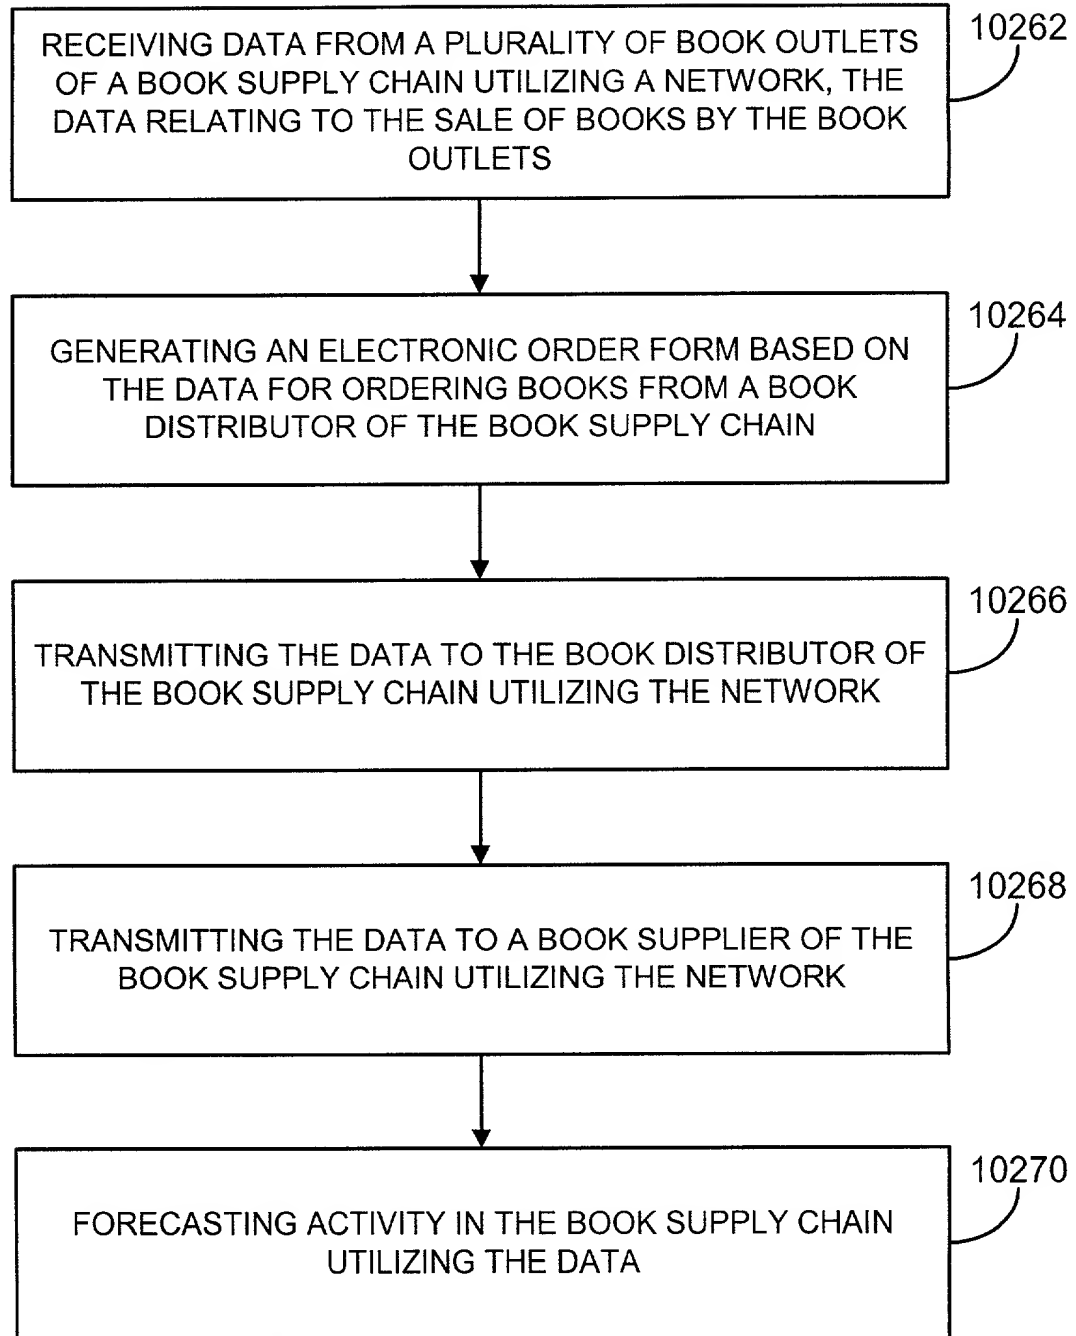 RECEIVING DATA FROM A PLURALITY OF BOOK OUTLETS
OF A BOOK SUPPLY CHAIN UTILIZING A NETWORK, THE
DATA RELATING TO THE SALE OF BOOKS BY THE BOOK
OUTLETS
10262
GENERATING AN ELECTRONIC ORDER FORM BASED ON
THE DATA FOR ORDERING BOOKS FROM A BOOK
DISTRIBUTOR OF THE BOOK SUPPLY CHAIN
10264
TRANSMITTING THE DATA TO THE BOOK DISTRIBUTOR OF
THE BOOK SUPPLY CHAIN UTILIZING THE NETWORK
10266
TRANSMITTING THE DATA TO A BOOK SUPPLIER OF THE
BOOK SUPPLY CHAIN UTILIZING THE NETWORK
10268
FORECASTING ACTIVITY IN THE BOOK SUPPLY CHAIN
UTILIZING THE DATA
10270